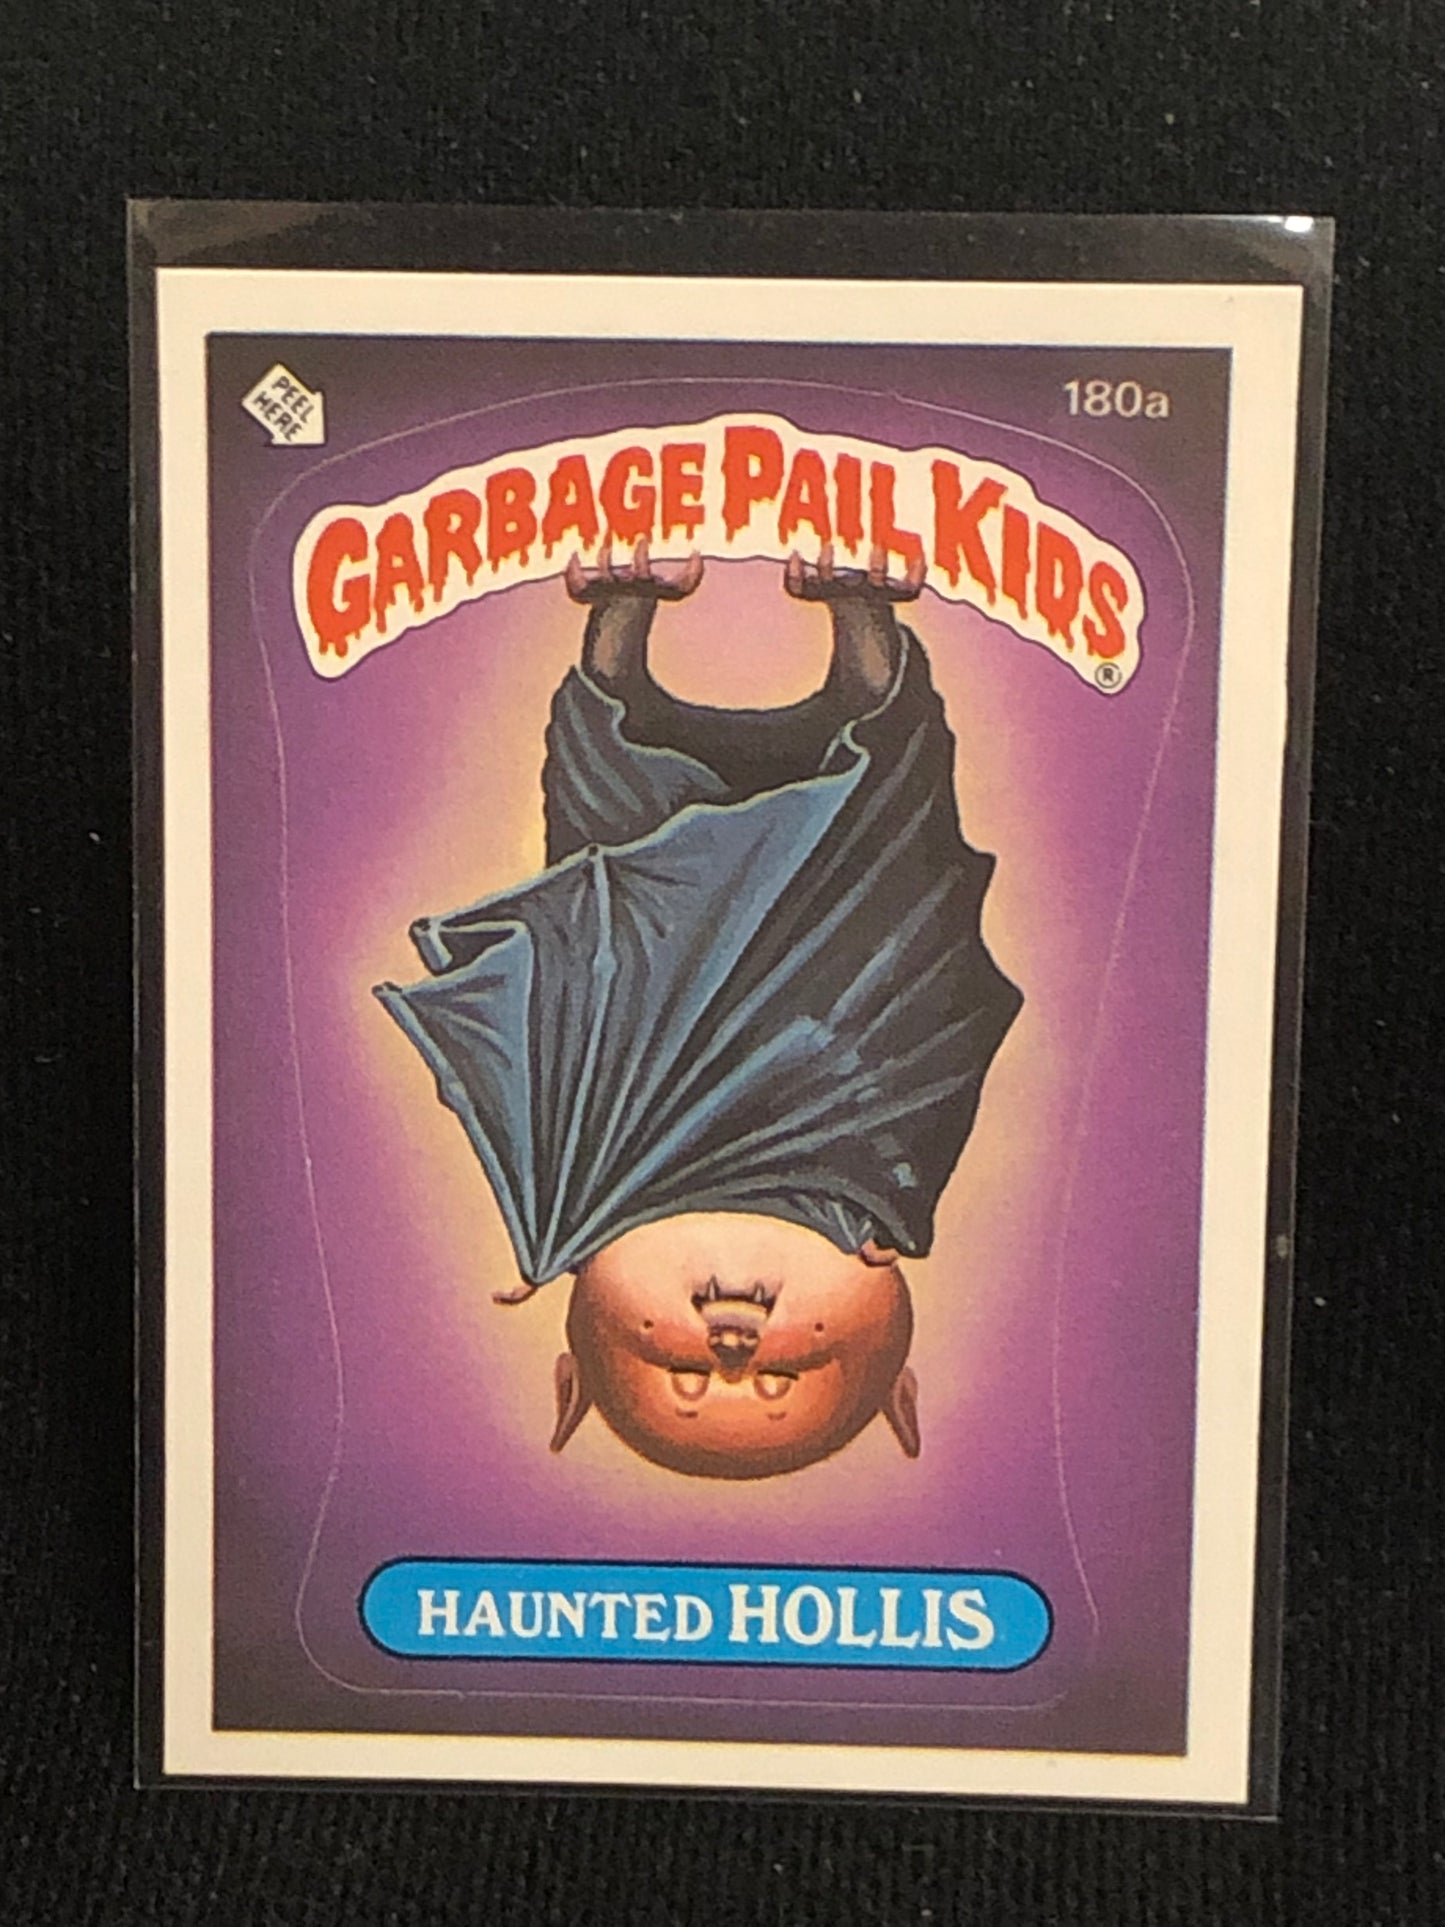 PEEL
HERE
180a
GARBAGE PAIL KIDS
®
HAUNTED HOLLIS